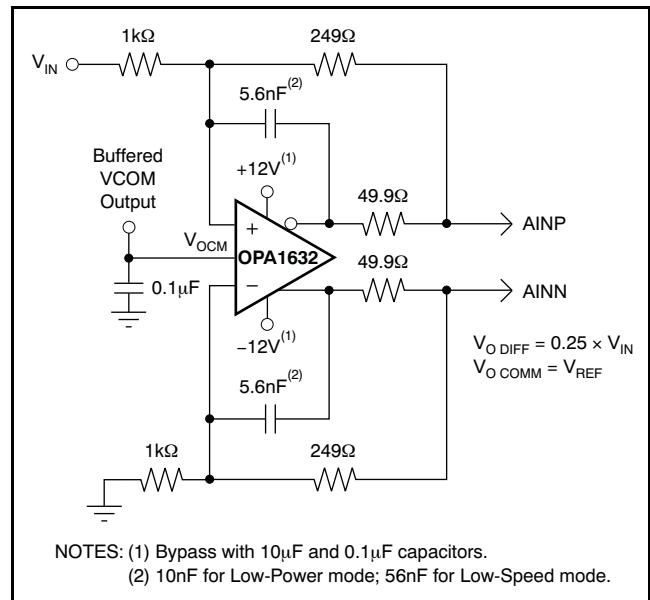 1kΩ
249Ω
V_IN
5.6nF(2)
Buffered
VCOM
Output
+12V(1)
49.9Ω
AINP
V_OCM
+
OPA1632
−
49.9Ω
0.1µF
AINN
−12V(1)
V_O DIFF = 0.25 × V_IN
V_O COMM = V_REF
5.6nF(2)
1kΩ
249Ω
NOTES: (1) Bypass with 10µF and 0.1µF capacitors.
(2) 10nF for Low-Power mode; 56nF for Low-Speed mode.